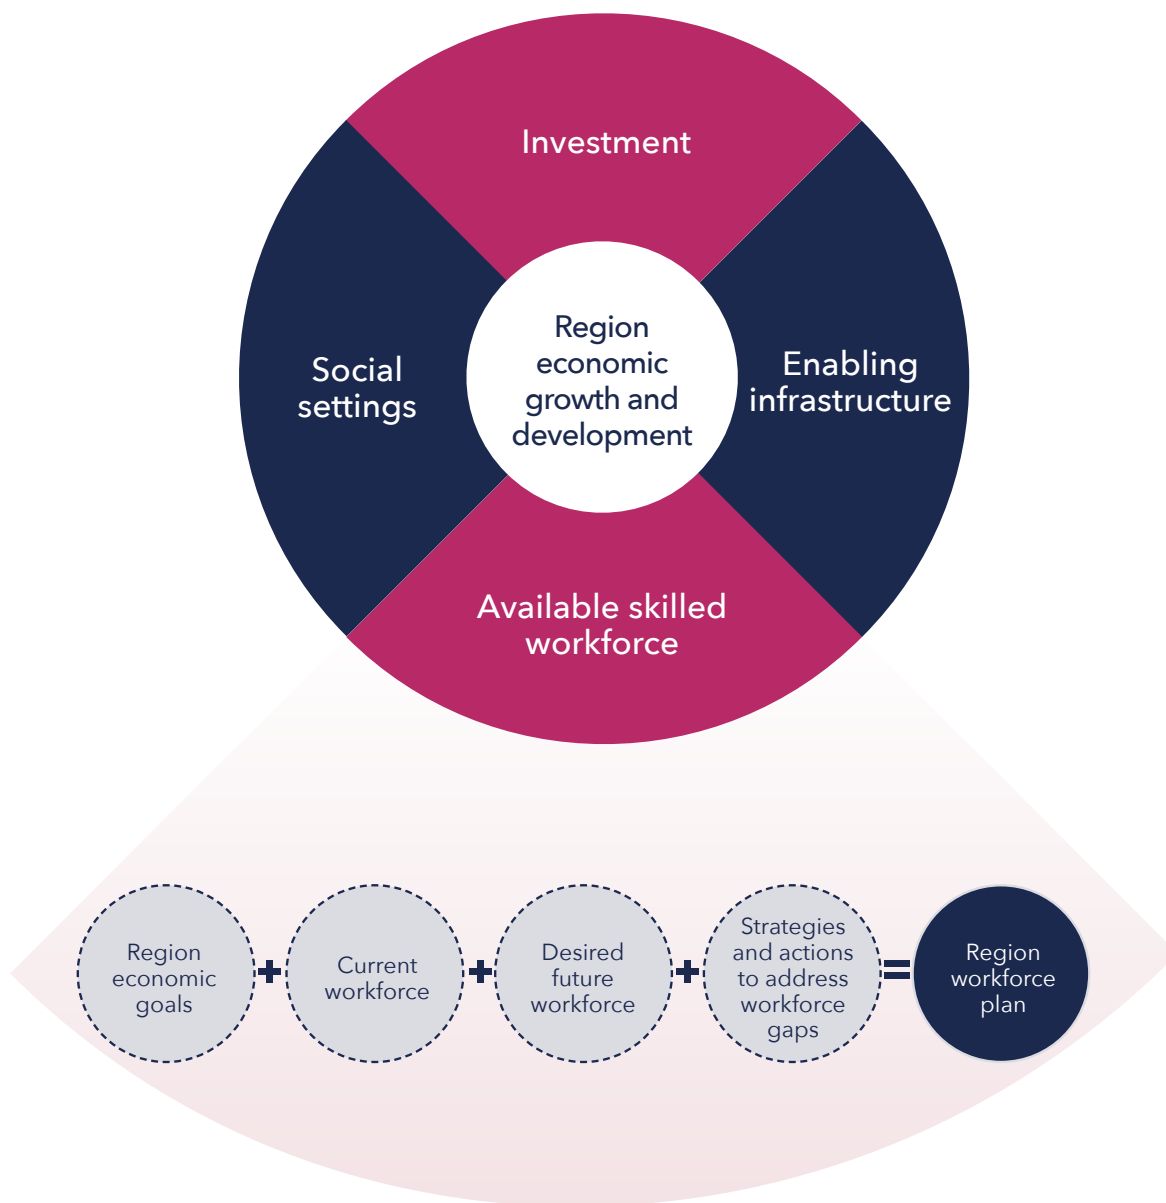 Investment
Social
settings
Region
economic
growth and
development
Enabling
infrastructure
Available skilled
workforce
Region
economic
goals
+
Current
workforce
+
Desired
future
workforce
+
Strategies
and actions
to address
workforce
gaps
=
Region
workforce
plan